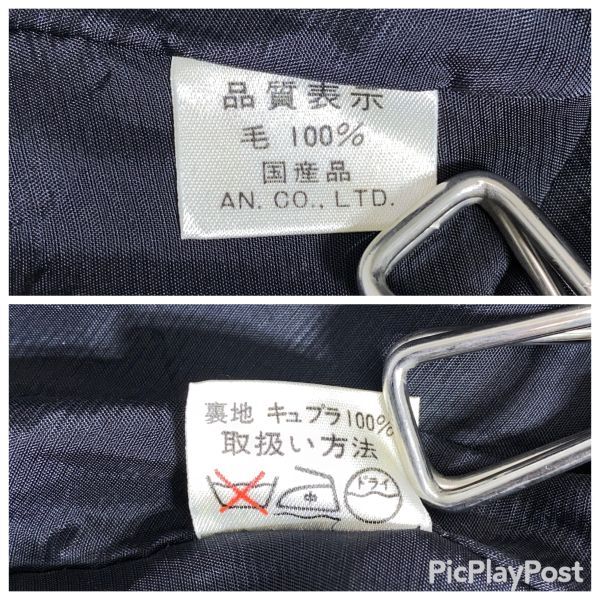 品質表示
毛 100%
国産品
AN. CO., LTD.
裏地 キュプラ100%
取扱い方法
中 ドライ
PicPlayPost